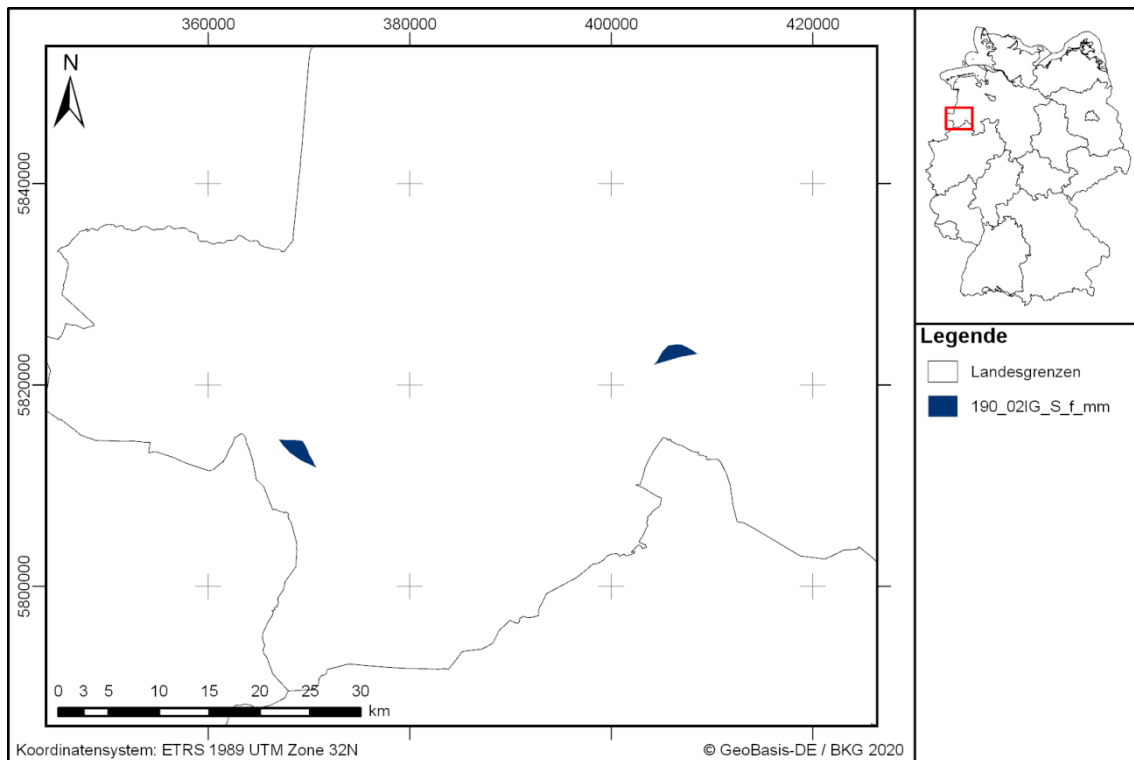 360000 380000 400000 420000
N
5840000
5820000
5800000
0 3 5 10 15 20 25 30
km
Koordinatensystem: ETRS 1989 UTM Zone 32N
© GeoBasis-DE / BKG 2020
Legende
Landesgrenzen
190_02IG_S_f_mm